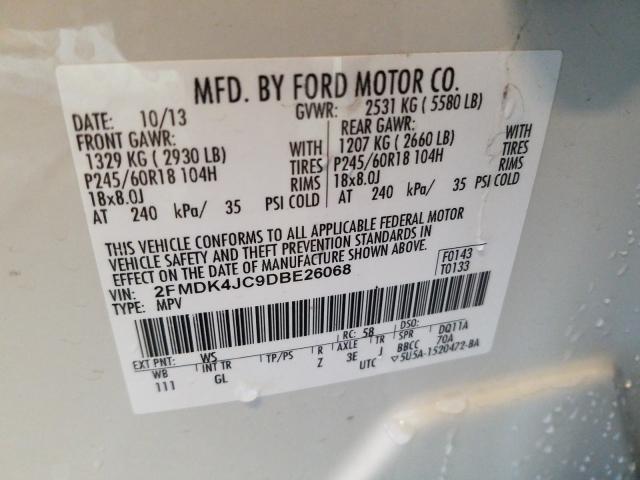 MFD. BY FORD MOTOR CO.
DATE: 10/13 GVWR: 2531 KG ( 5580 LB)
FRONT GAWR: REAR GAWR:
1329 KG ( 2930 LB) WITH 1207 KG ( 2660 LB) WITH
P245/60R18 104H TIRES P245/60R18 104H TIRES
18x8.0J RIMS 18x8.0J RIMS
AT 240 kPa/ 35 PSI COLD AT 240 kPa/ 35 PSI COLD
THIS VEHICLE CONFORMS TO ALL APPLICABLE FEDERAL MOTOR
VEHICLE SAFETY AND THEFT PREVENTION STANDARDS IN
EFFECT ON THE DATE OF MANUFACTURE SHOWN ABOVE.
F0143
T0133
VIN: 2FMDK4JC9DBE26068
TYPE: MPV
EXT PNT: WS RC: 58 DSO: DQ11A
WB INT TR TP/PS R AXLE TR SPR 70A
111 GL Z 3E J BBCC
UTC 5U5A-1520472-BA